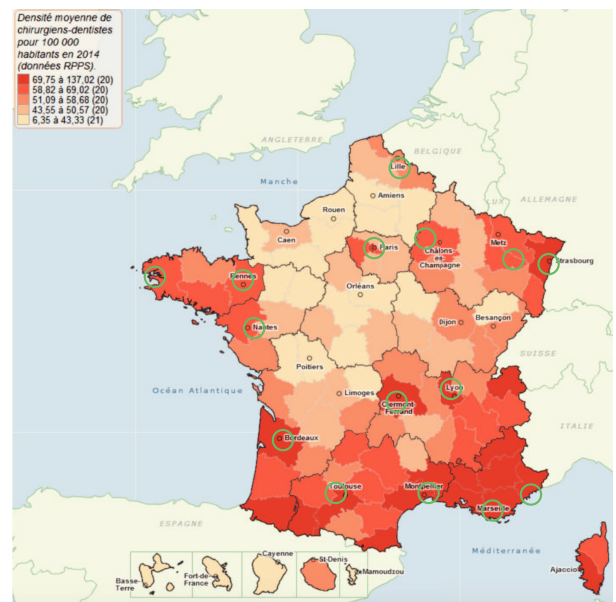 Densité moyenne de
chirurgiens-dentistes
pour 100 000
habitants en 2014
(données RPPS).
69,75 à 137,02 (20)
58,82 à 69,02 (20)
51,09 à 58,68 (20)
43,55 à 50,57 (20)
6,35 à 43,33 (21)
ANGLETERRE
BELGIQUE
Lille
Manche
Amiens
LUX
ALLEMAGNE
Rouen
Caen
Paris
Châlons
en
Champagne
Metz
Strasbourg
Rennes
Orléans
Nantes
Dijon
Besançon
Poitiers
SUISSE
Océan Atlantique
Limoges
Clermont
Ferrand
Lyon
ITALIE
Bordeaux
Toulouse
Montpellier
Marseille
ESPAGNE
Méditerranée
Ajaccio
Basse-
Terre
Fort-de-
France
Cayenne
St-Denis
Mamoudzou